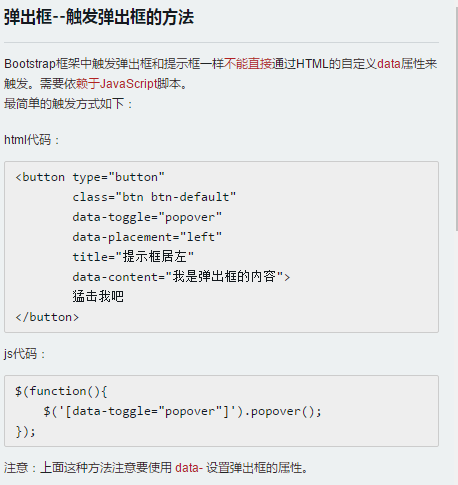 弹出框--触发弹出框的方法
Bootstrap框架中触发弹出框和提示框一样不能直接通过HTML的自定义data属性来
触发。需要依赖于JavaScript脚本。
最简单的触发方式如下：
html代码：
<button type="button"
        class="btn btn-default"
        data-toggle="popover"
        data-placement="left"
        title="提示框居左"
        data-content="我是弹出框的内容">
        猛击我吧
</button>
js代码：
$(function(){
    $('[data-toggle="popover"]').popover();
});
注意：上面这种方法注意要使用 data- 设置弹出框的属性。